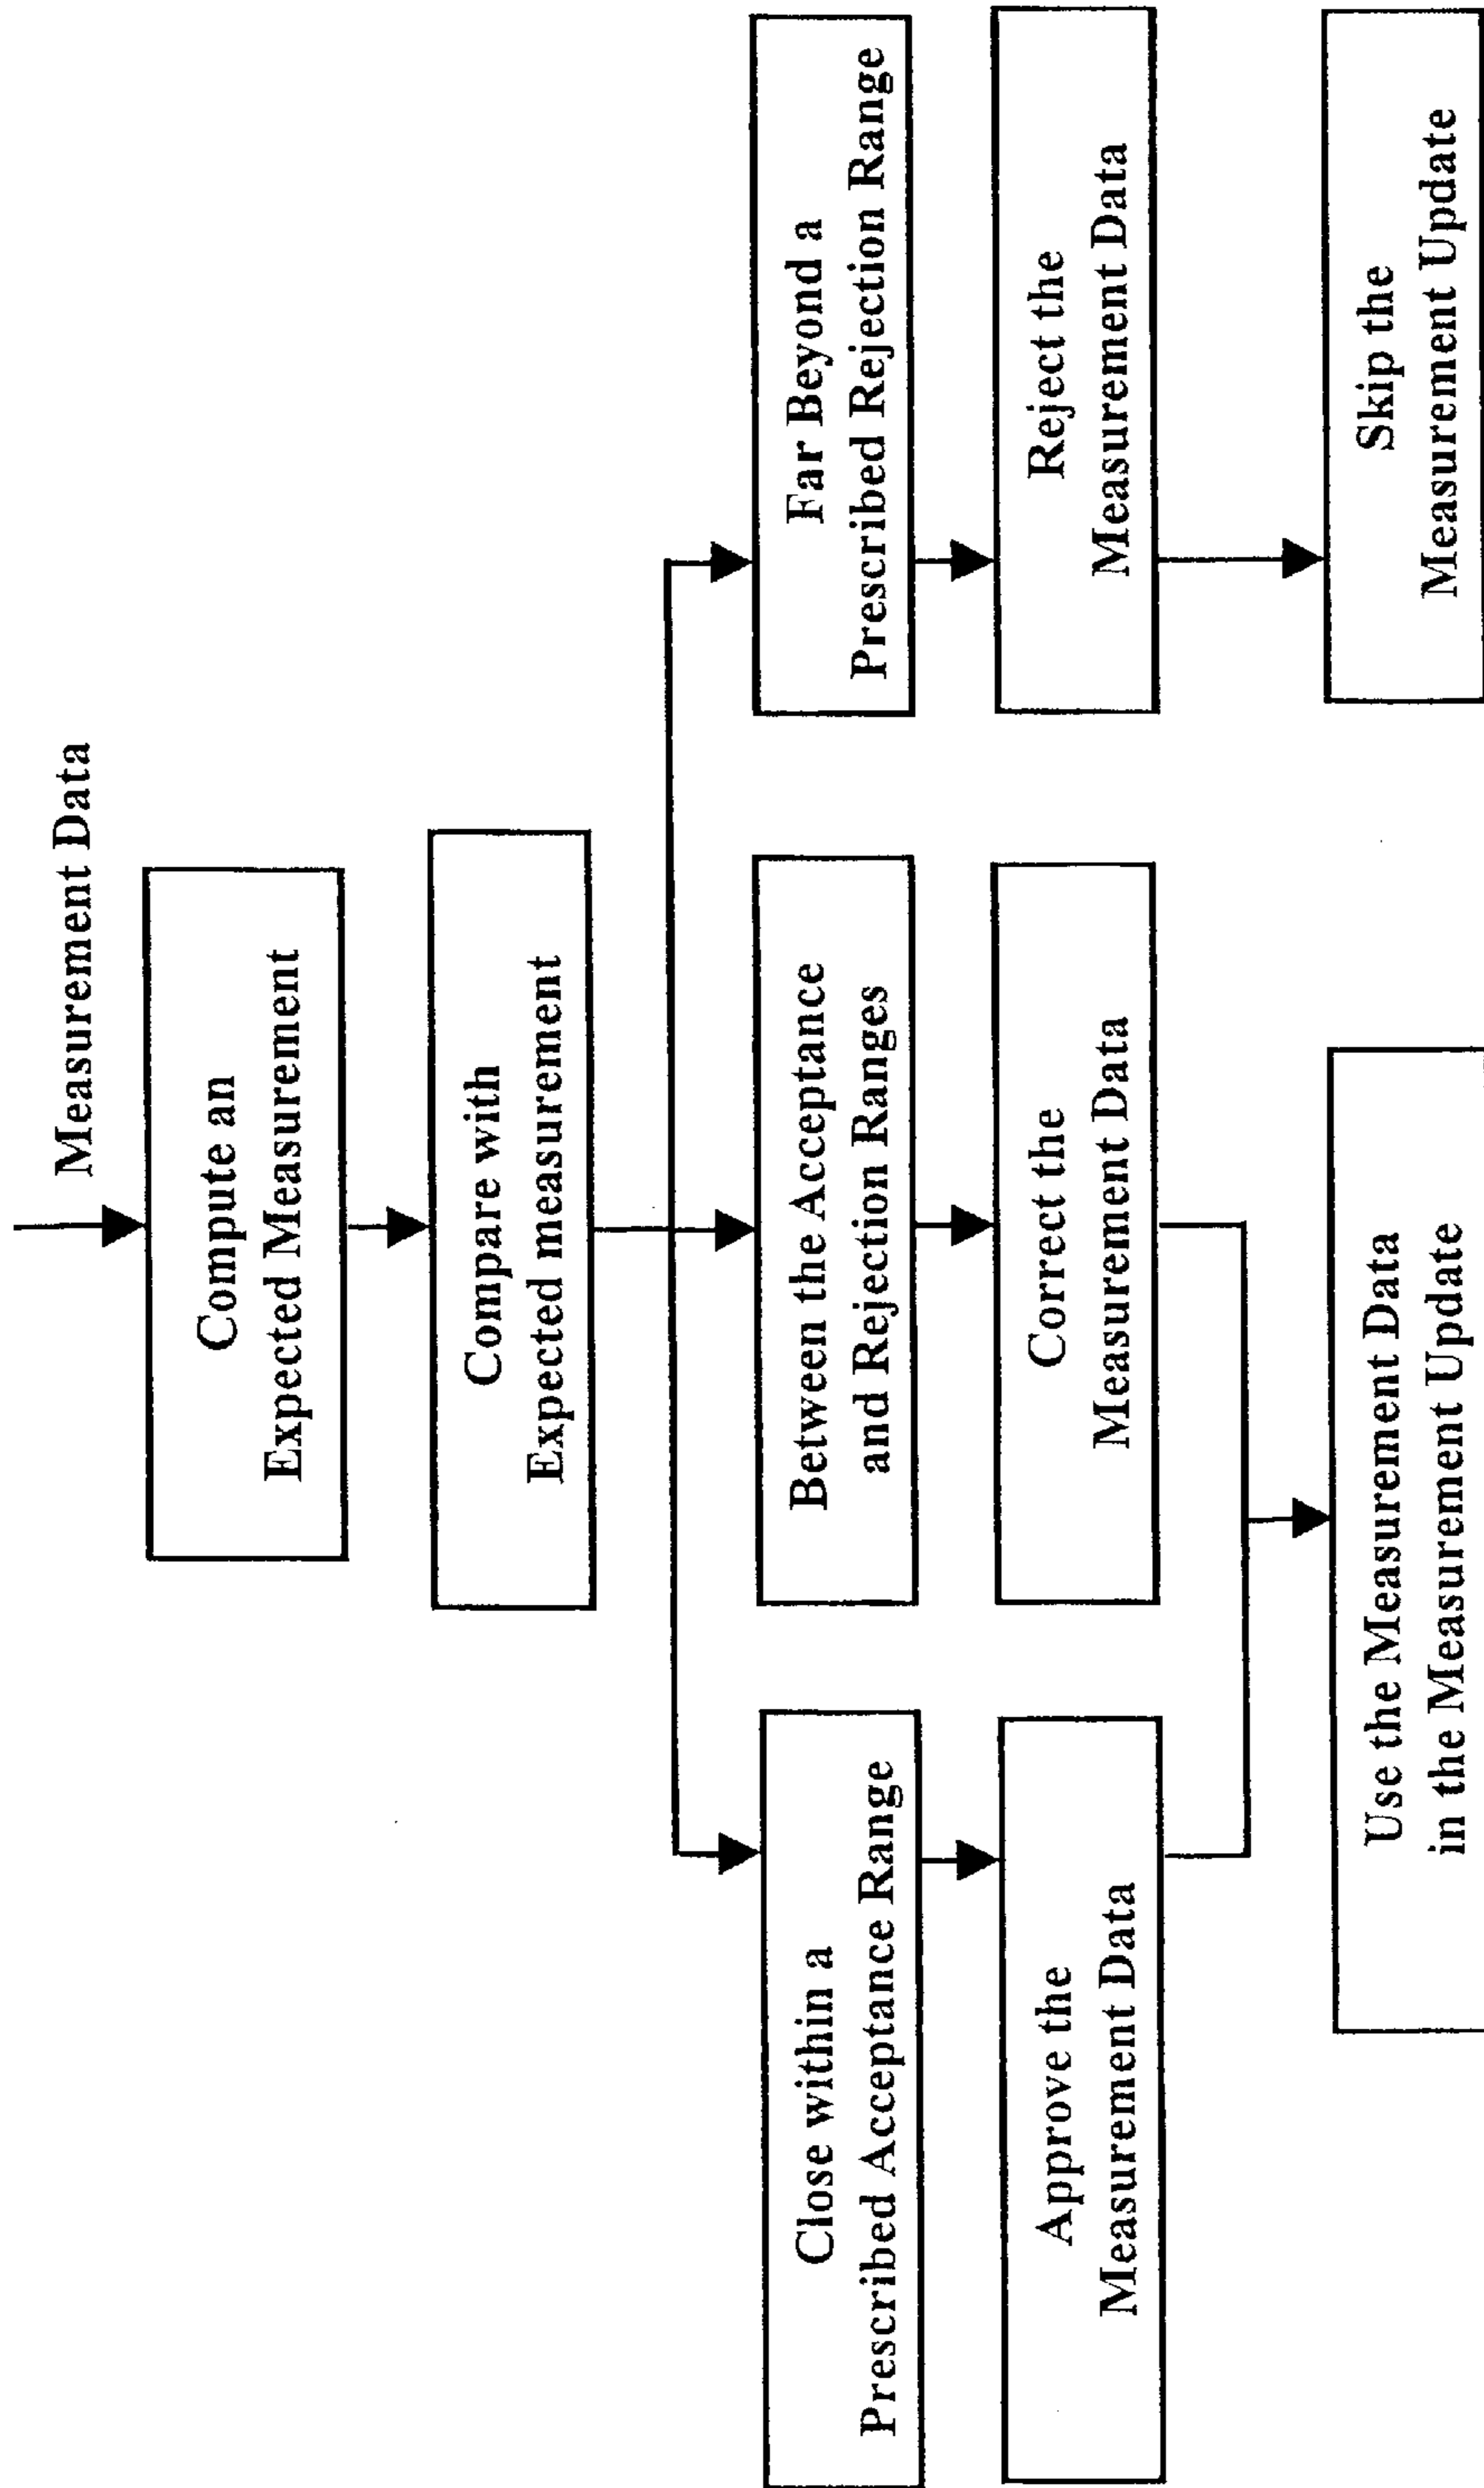 Measurement Data
Compute an
Expected Measurement
Compare with
Expected measurement
Close within a
Prescribed Acceptance Range
Between the Acceptance
and Rejection Ranges
Far Beyond a
Prescribed Rejection Range
Approve the
Measurement Data
Correct the
Measurement Data
Reject the
Measurement Data
Use the Measurement Data
in the Measurement Update
Skip the
Measurement Update